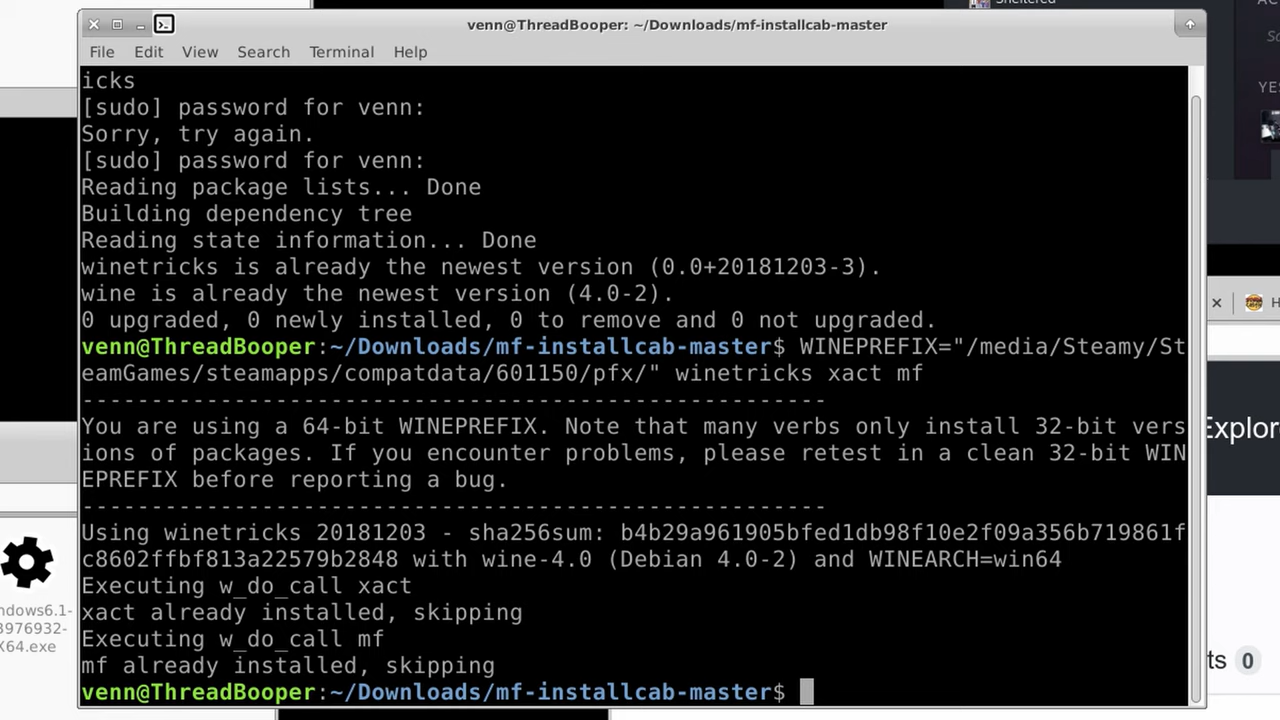 Sheltered
venn@ThreadBooper: ~/Downloads/mf-installcab-master
File Edit View Search Terminal Help
icks
[sudo] password for venn:
Sorry, try again.
[sudo] password for venn:
Reading package lists... Done
Building dependency tree
Reading state information... Done
winetricks is already the newest version (0.0+20181203-3).
wine is already the newest version (4.0-2).
0 upgraded, 0 newly installed, 0 to remove and 0 not upgraded.
venn@ThreadBooper:~/Downloads/mf-installcab-master$ WINEPREFIX="/media/Steamy/St
eamGames/steamapps/compatdata/601150/pfx/" winetricks xact mf
------------------------------------------------------
You are using a 64-bit WINEPREFIX. Note that many verbs only install 32-bit vers
ions of packages. If you encounter problems, please retest in a clean 32-bit WIN
EPREFIX before reporting a bug.
------------------------------------------------------
Using winetricks 20181203 - sha256sum: b4b29a961905bfed1db98f10e2f09a356b719861f
c8602ffbf813a22579b2848 with wine-4.0 (Debian 4.0-2) and WINEARCH=win64
Executing w_do_call xact
xact already installed, skipping
Executing w_do_call mf
mf already installed, skipping
venn@ThreadBooper:~/Downloads/mf-installcab-master$
ndows6.1-
3976932-
X64.exe
YES
Explor
ts 0